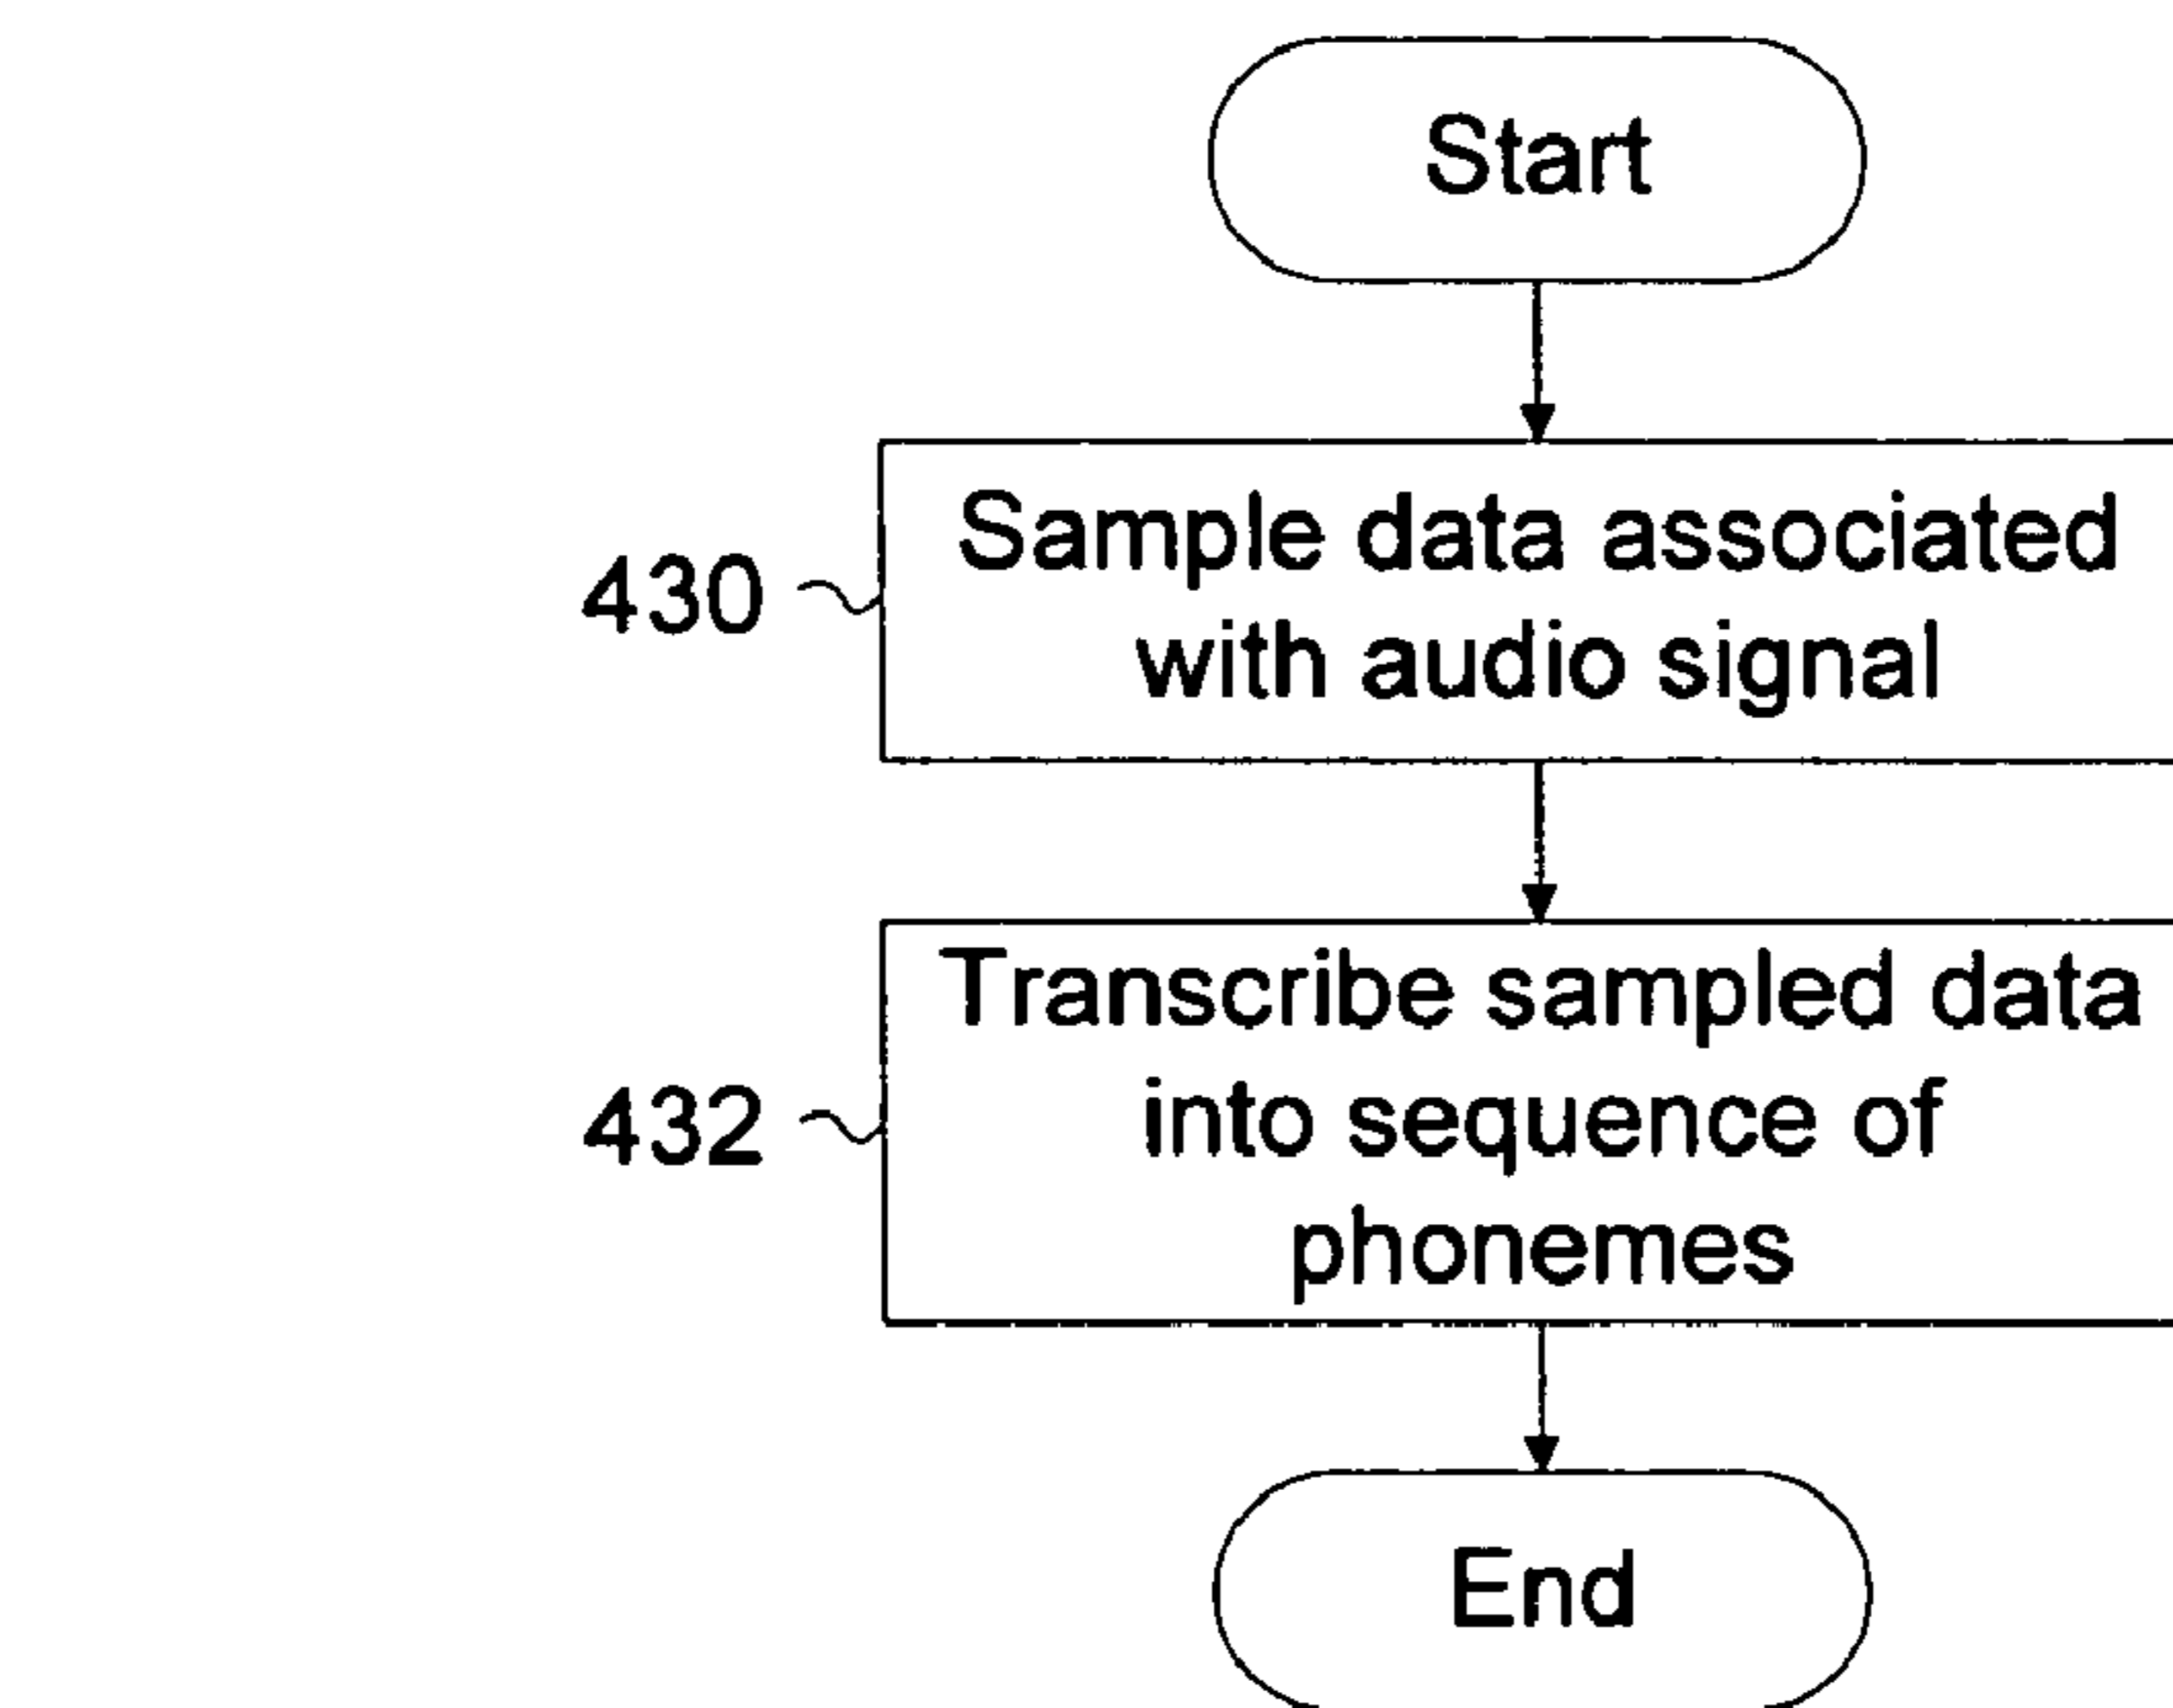 Start
430
Sample data associated
with audio signal
432
Transcribe sampled data
into sequence of
phonemes
End